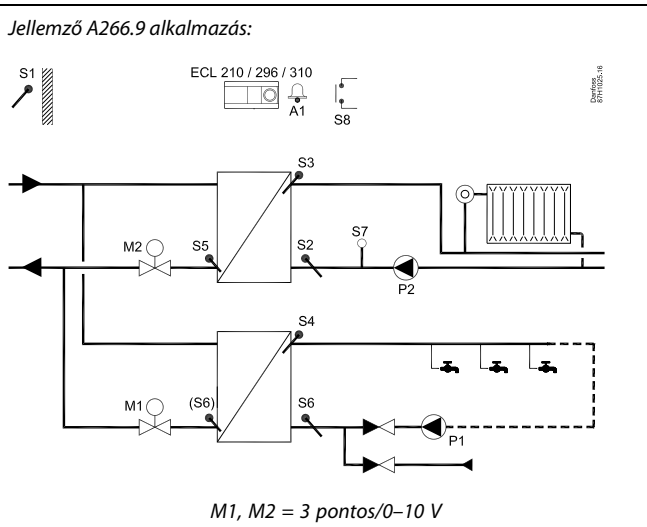 Jellemző A266.9 alkalmazás:
S1
ECL 210 / 296 / 310
A1
S8
Danfoss
87H1025.16
S3
M2
S5
S2
S7
P2
S4
M1
(S6)
S6
P1
M1, M2 = 3 pontos/0–10 V